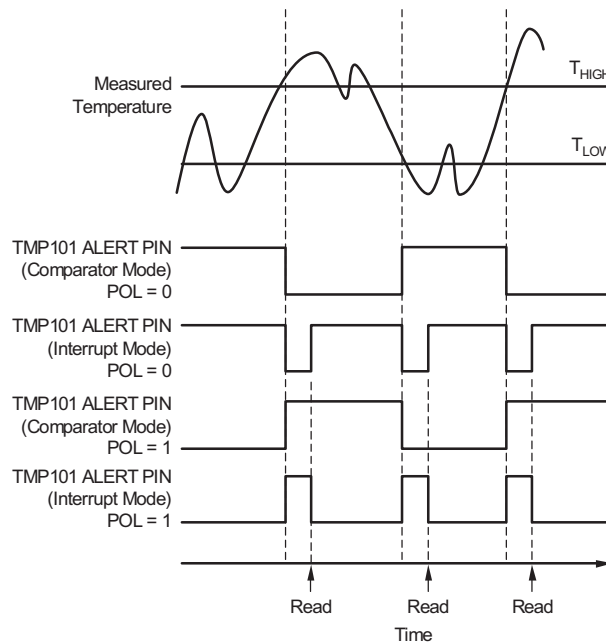 Measured
Temperature
THIGH
TLOW
TMP101 ALERT PIN
(Comparator Mode)
POL = 0
TMP101 ALERT PIN
(Interrupt Mode)
POL = 0
TMP101 ALERT PIN
(Comparator Mode)
POL = 1
TMP101 ALERT PIN
(Interrupt Mode)
POL = 1
Read Read Read
Time